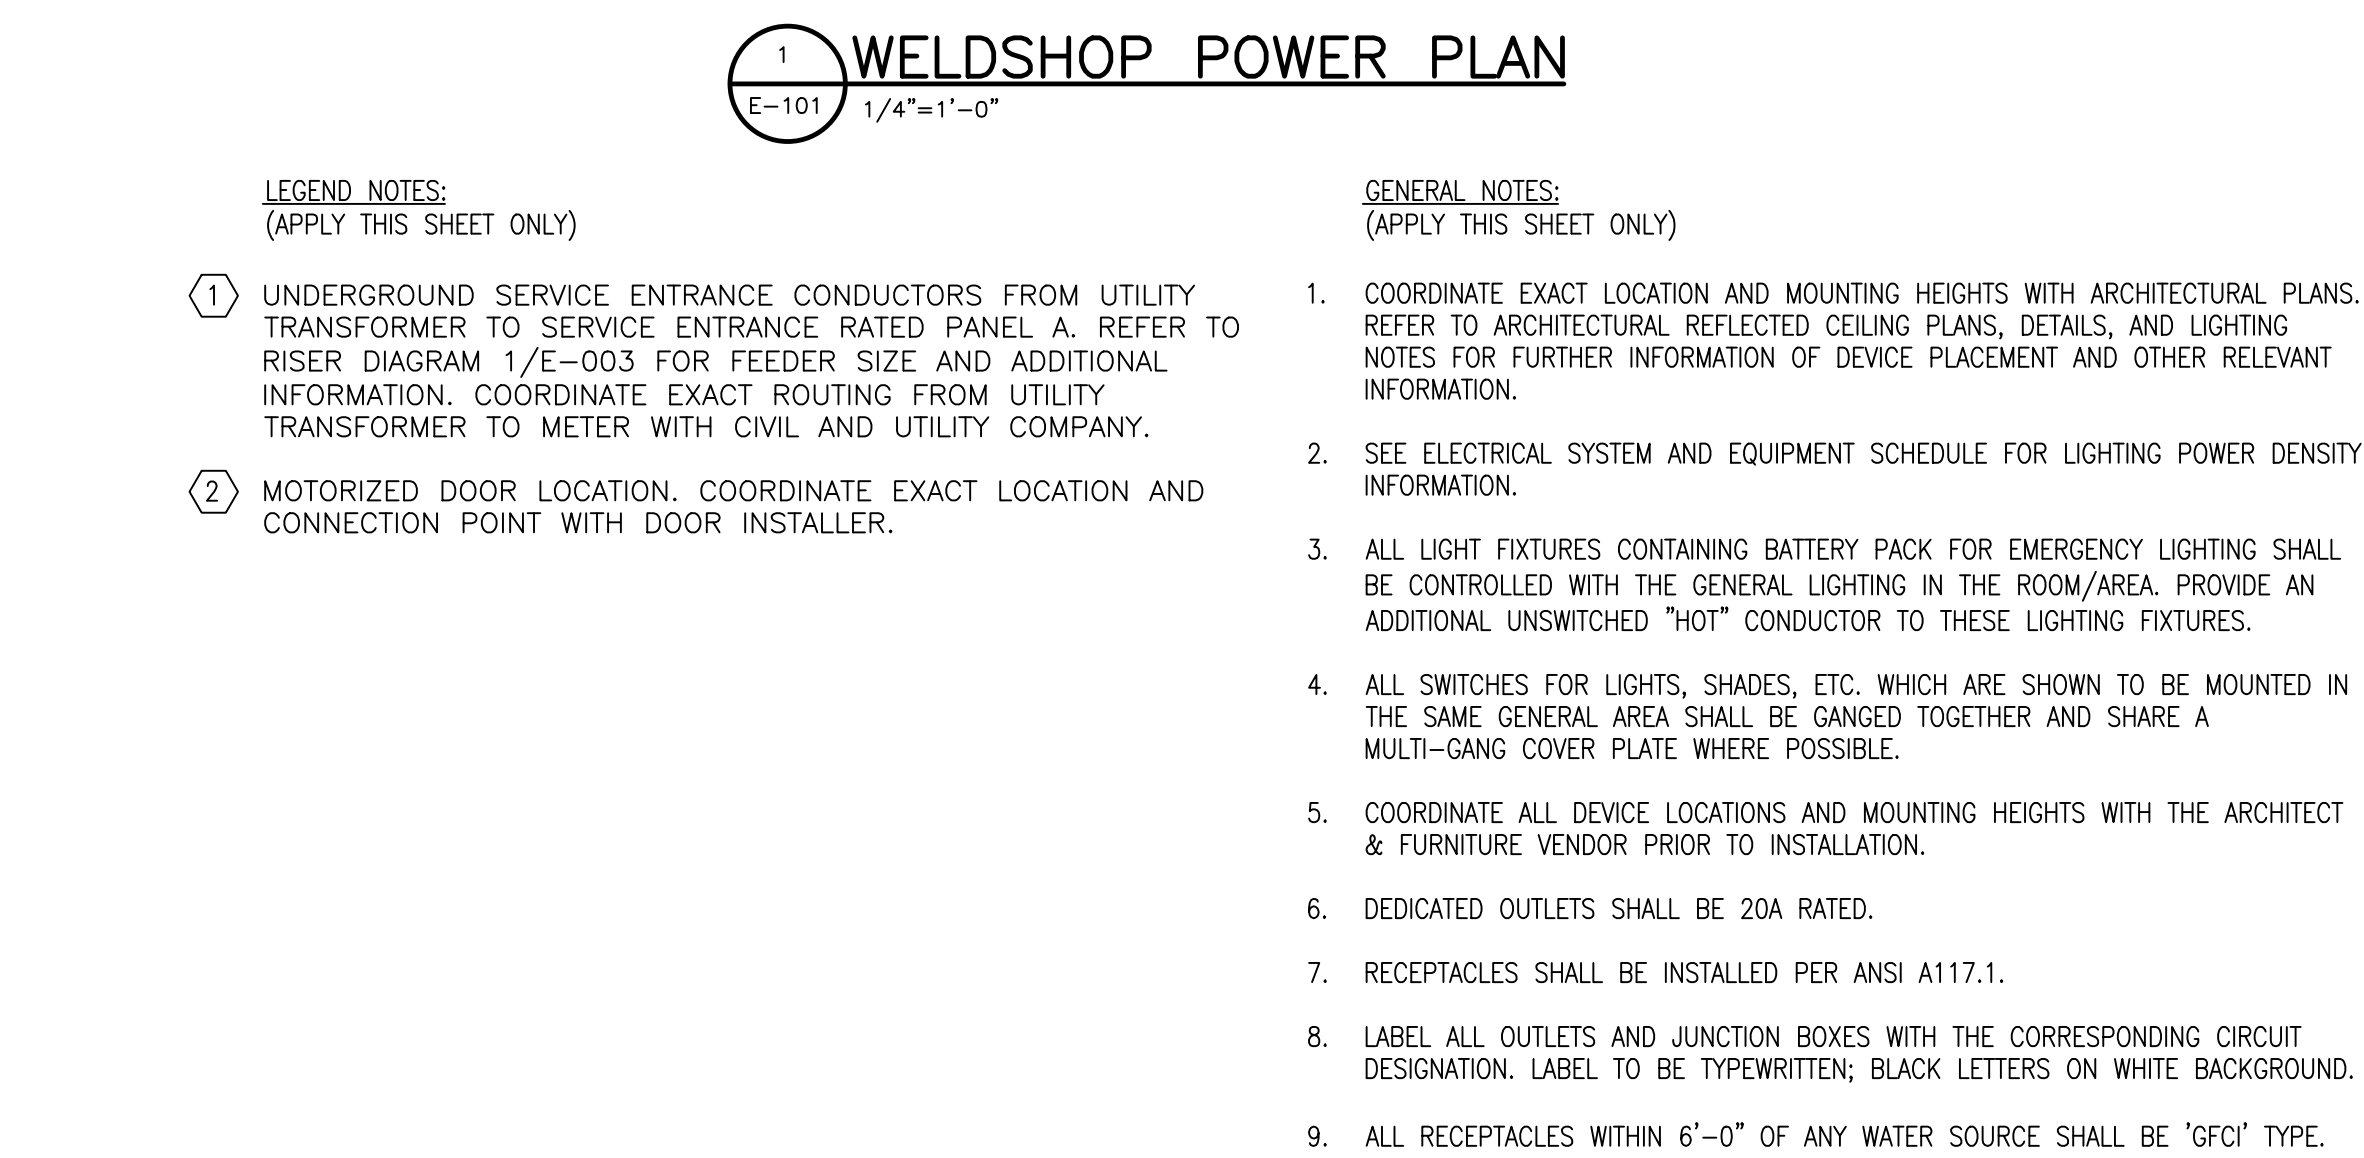 1
WELDSHOP POWER PLAN
E-101
1/4"=1'-0"
LEGEND NOTES:
(APPLY THIS SHEET ONLY)
1 UNDERGROUND SERVICE ENTRANCE CONDUCTORS FROM UTILITY
TRANSFORMER TO SERVICE ENTRANCE RATED PANEL A. REFER TO
RISER DIAGRAM 1/E-003 FOR FEEDER SIZE AND ADDITIONAL
INFORMATION. COORDINATE EXACT ROUTING FROM UTILITY
TRANSFORMER TO METER WITH CIVIL AND UTILITY COMPANY.
2 MOTORIZED DOOR LOCATION. COORDINATE EXACT LOCATION AND
CONNECTION POINT WITH DOOR INSTALLER.
GENERAL NOTES:
(APPLY THIS SHEET ONLY)
1. COORDINATE EXACT LOCATION AND MOUNTING HEIGHTS WITH ARCHITECTURAL PLANS.
REFER TO ARCHITECTURAL REFLECTED CEILING PLANS, DETAILS, AND LIGHTING
NOTES FOR FURTHER INFORMATION OF DEVICE PLACEMENT AND OTHER RELEVANT
INFORMATION.
2. SEE ELECTRICAL SYSTEM AND EQUIPMENT SCHEDULE FOR LIGHTING POWER DENSITY
INFORMATION.
3. ALL LIGHT FIXTURES CONTAINING BATTERY PACK FOR EMERGENCY LIGHTING SHALL
BE CONTROLLED WITH THE GENERAL LIGHTING IN THE ROOM/AREA. PROVIDE AN
ADDITIONAL UNSWITCHED "HOT" CONDUCTOR TO THESE LIGHTING FIXTURES.
4. ALL SWITCHES FOR LIGHTS, SHADES, ETC. WHICH ARE SHOWN TO BE MOUNTED IN
THE SAME GENERAL AREA SHALL BE GANGED TOGETHER AND SHARE A
MULTI-GANG COVER PLATE WHERE POSSIBLE.
5. COORDINATE ALL DEVICE LOCATIONS AND MOUNTING HEIGHTS WITH THE ARCHITECT
& FURNITURE VENDOR PRIOR TO INSTALLATION.
6. DEDICATED OUTLETS SHALL BE 20A RATED.
7. RECEPTACLES SHALL BE INSTALLED PER ANSI A117.1.
8. LABEL ALL OUTLETS AND JUNCTION BOXES WITH THE CORRESPONDING CIRCUIT
DESIGNATION. LABEL TO BE TYPEWRITTEN; BLACK LETTERS ON WHITE BACKGROUND.
9. ALL RECEPTACLES WITHIN 6'-0" OF ANY WATER SOURCE SHALL BE 'GFCI' TYPE.